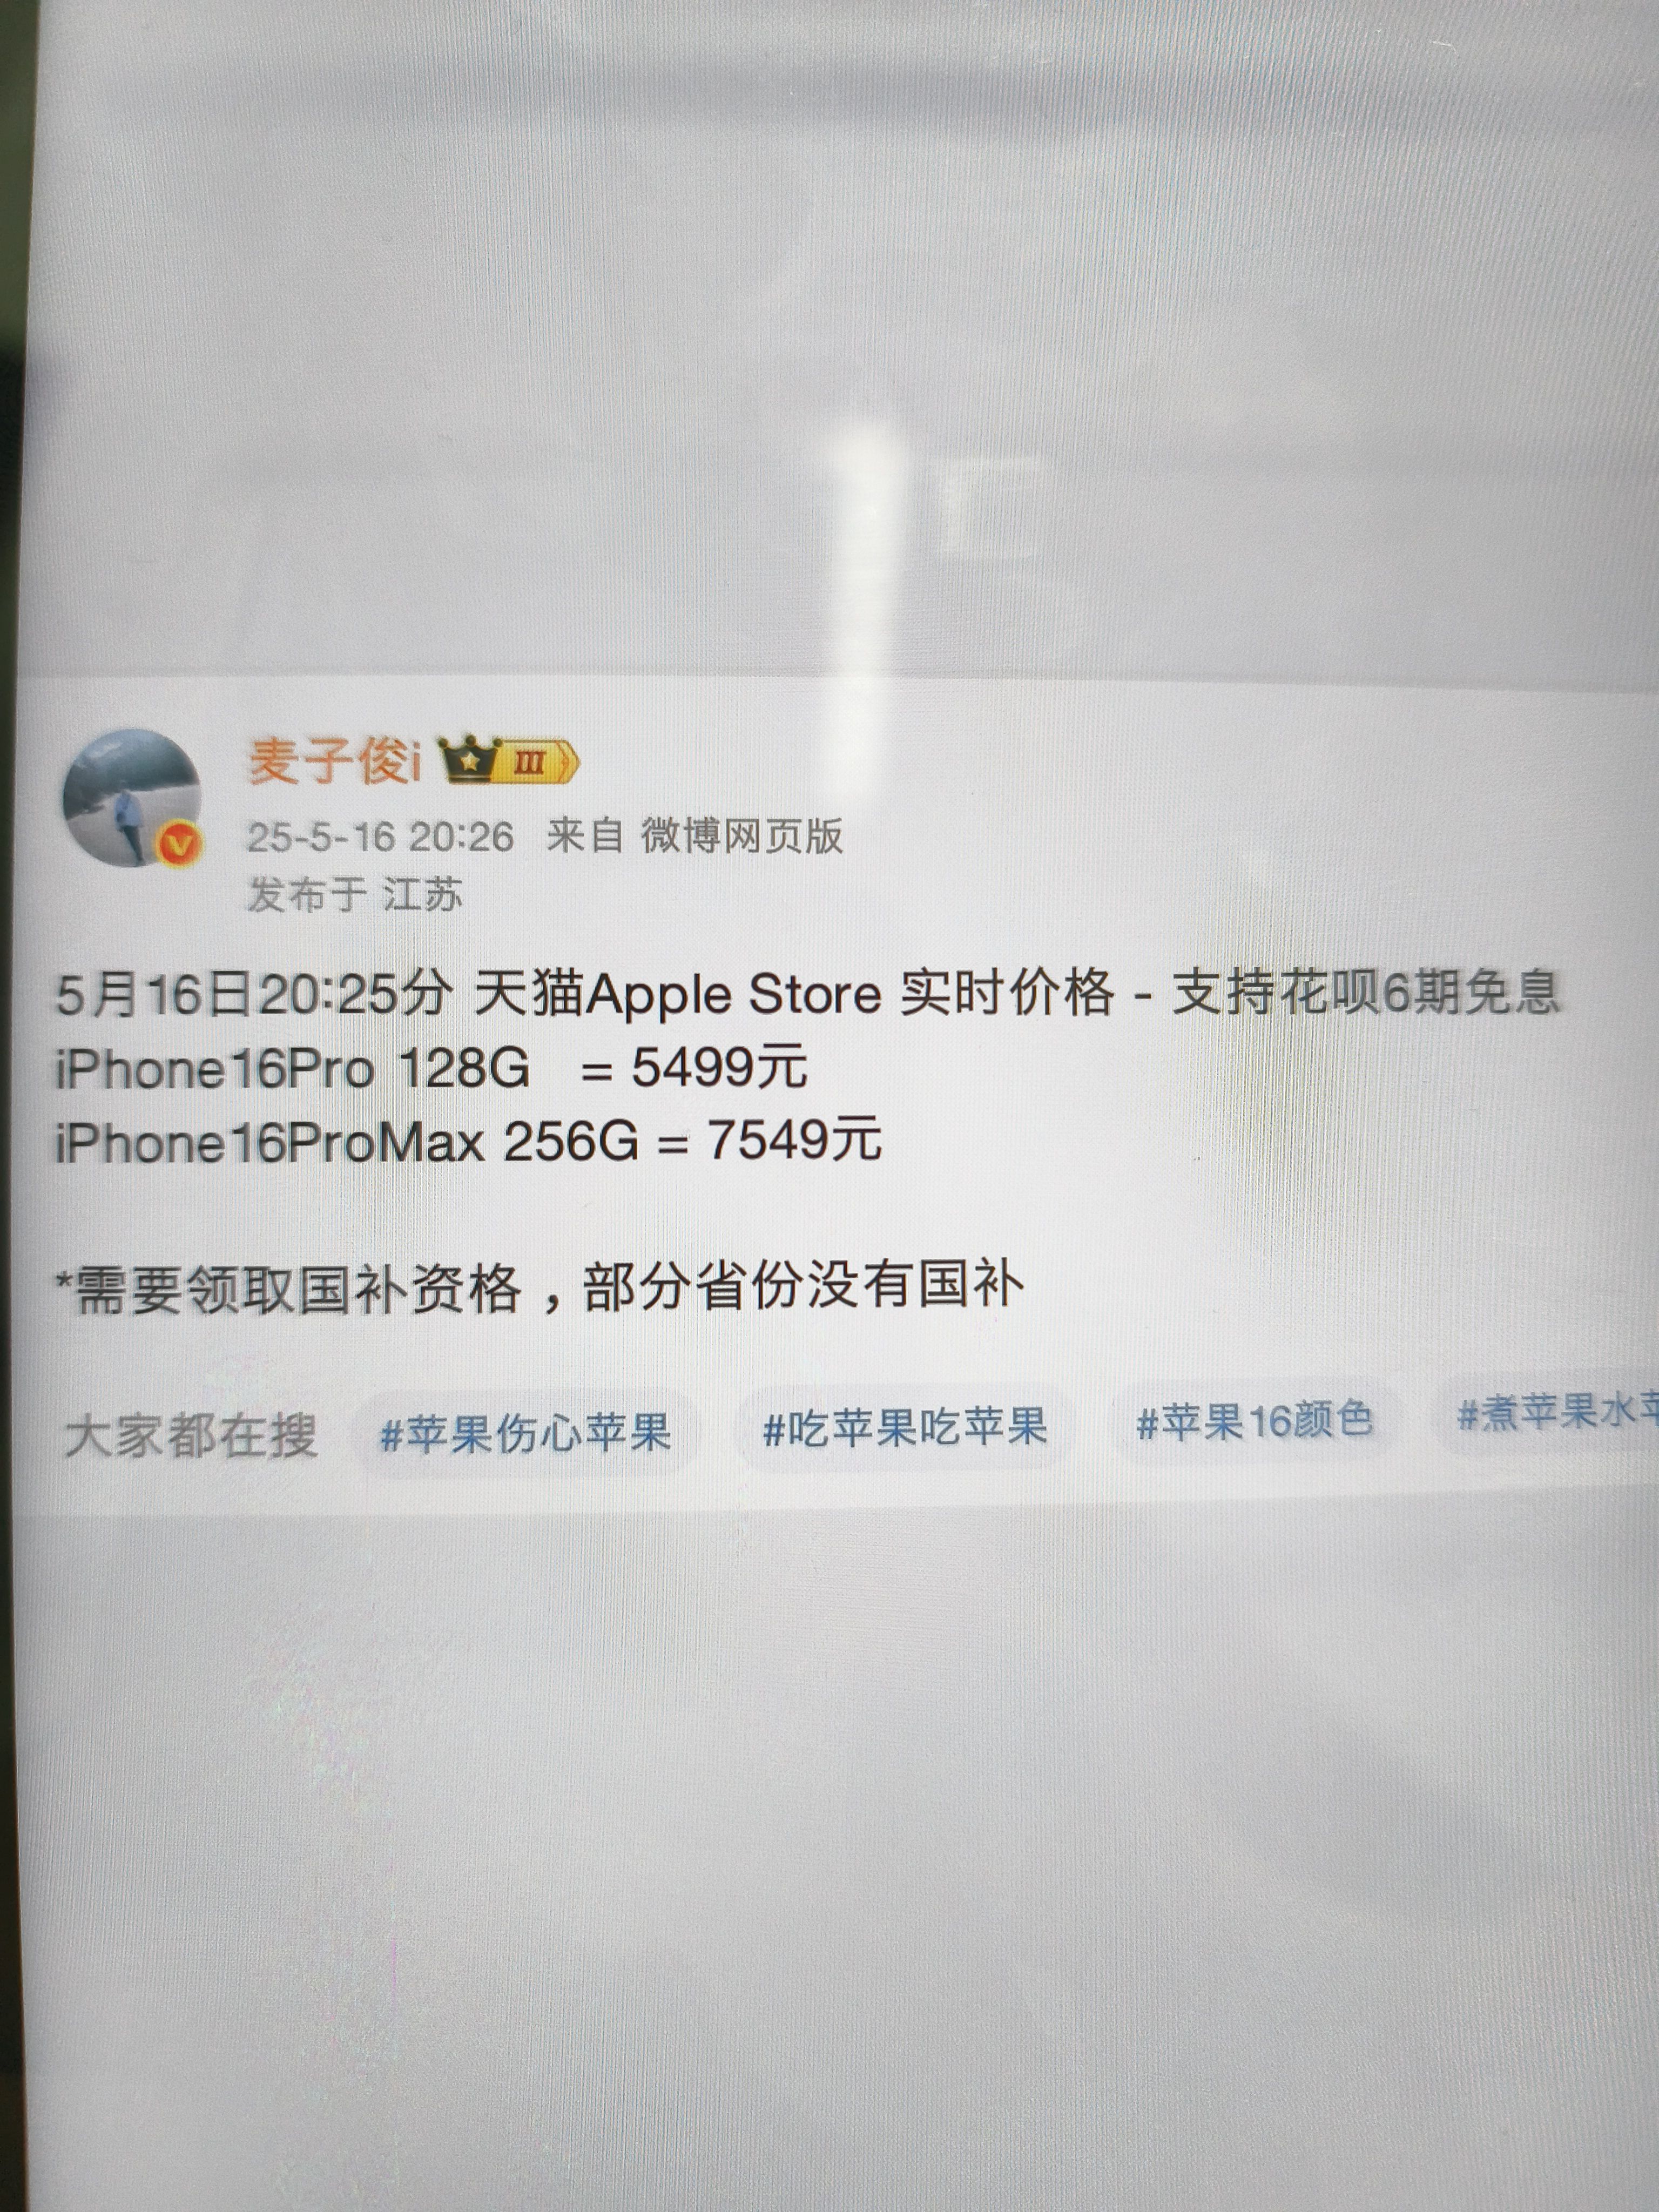 麦子俊i III
25-5-16 20:26 来自 微博网页版
发布于 江苏
5月16日20:25分 天猫Apple Store 实时价格 - 支持花呗6期免息
iPhone16Pro 128G = 5499元
iPhone16ProMax 256G = 7549元
*需要领取国补资格，部分省份没有国补
大家都在搜 #苹果伤心苹果 #吃苹果吃苹果 #苹果16颜色 #煮苹果水